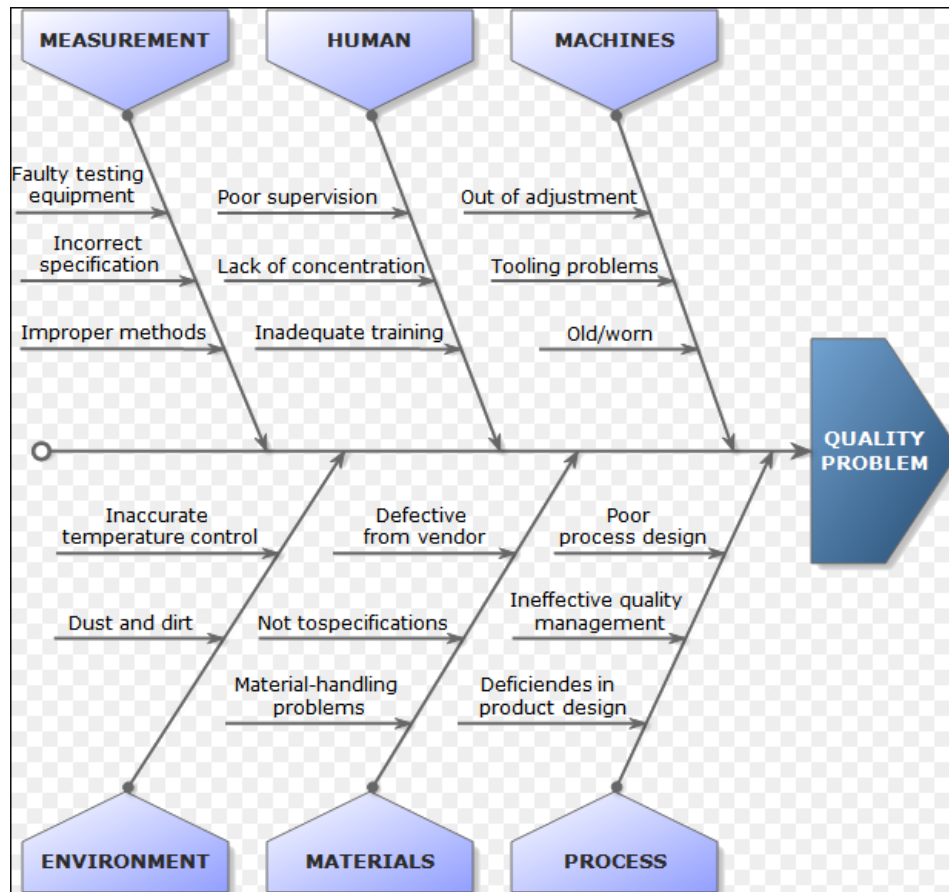 MEASUREMENT
HUMAN
MACHINES
Faulty testing
equipment
Incorrect
specification
Improper methods
Poor supervision
Lack of concentration
Inadequate training
Out of adjustment
Tooling problems
Old/worn
QUALITY
PROBLEM
Inaccurate
temperature control
Dust and dirt
Defective
from vendor
Not tospecifications
Material-handling
problems
Poor
process design
Ineffective quality
management
Deficiendes in
product design
ENVIRONMENT
MATERIALS
PROCESS